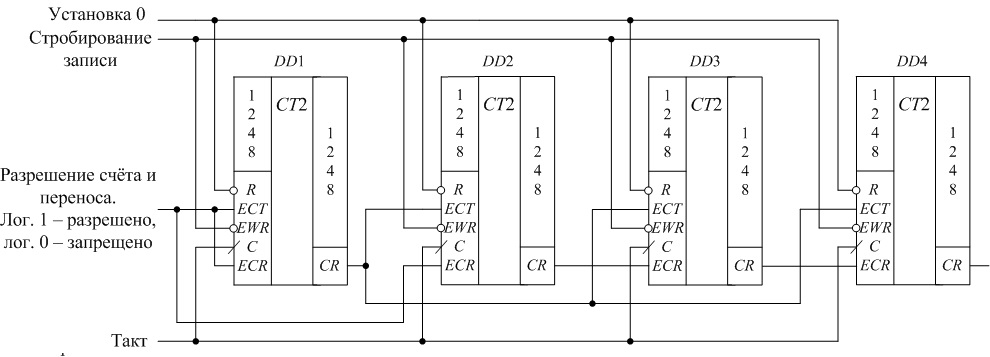 Установка 0
Стробирование
записи
DD1 DD2 DD3 DD4
1 1 1 1
2 CT2 2 CT2 2 CT2 2 CT2
4 1 4 1 4 1 4 1
8 2 8 2 8 2 8 2
4 4 4 4
8 8 8 8
Разрешение счёта и
переноса.
Лог. 1 – разрешено,
лог. 0 – запрещено
R R R R
ECT ECT ECT ECT
EWR EWR EWR EWR
C C C C
ECR CR ECR CR ECR CR ECR CR
Такт